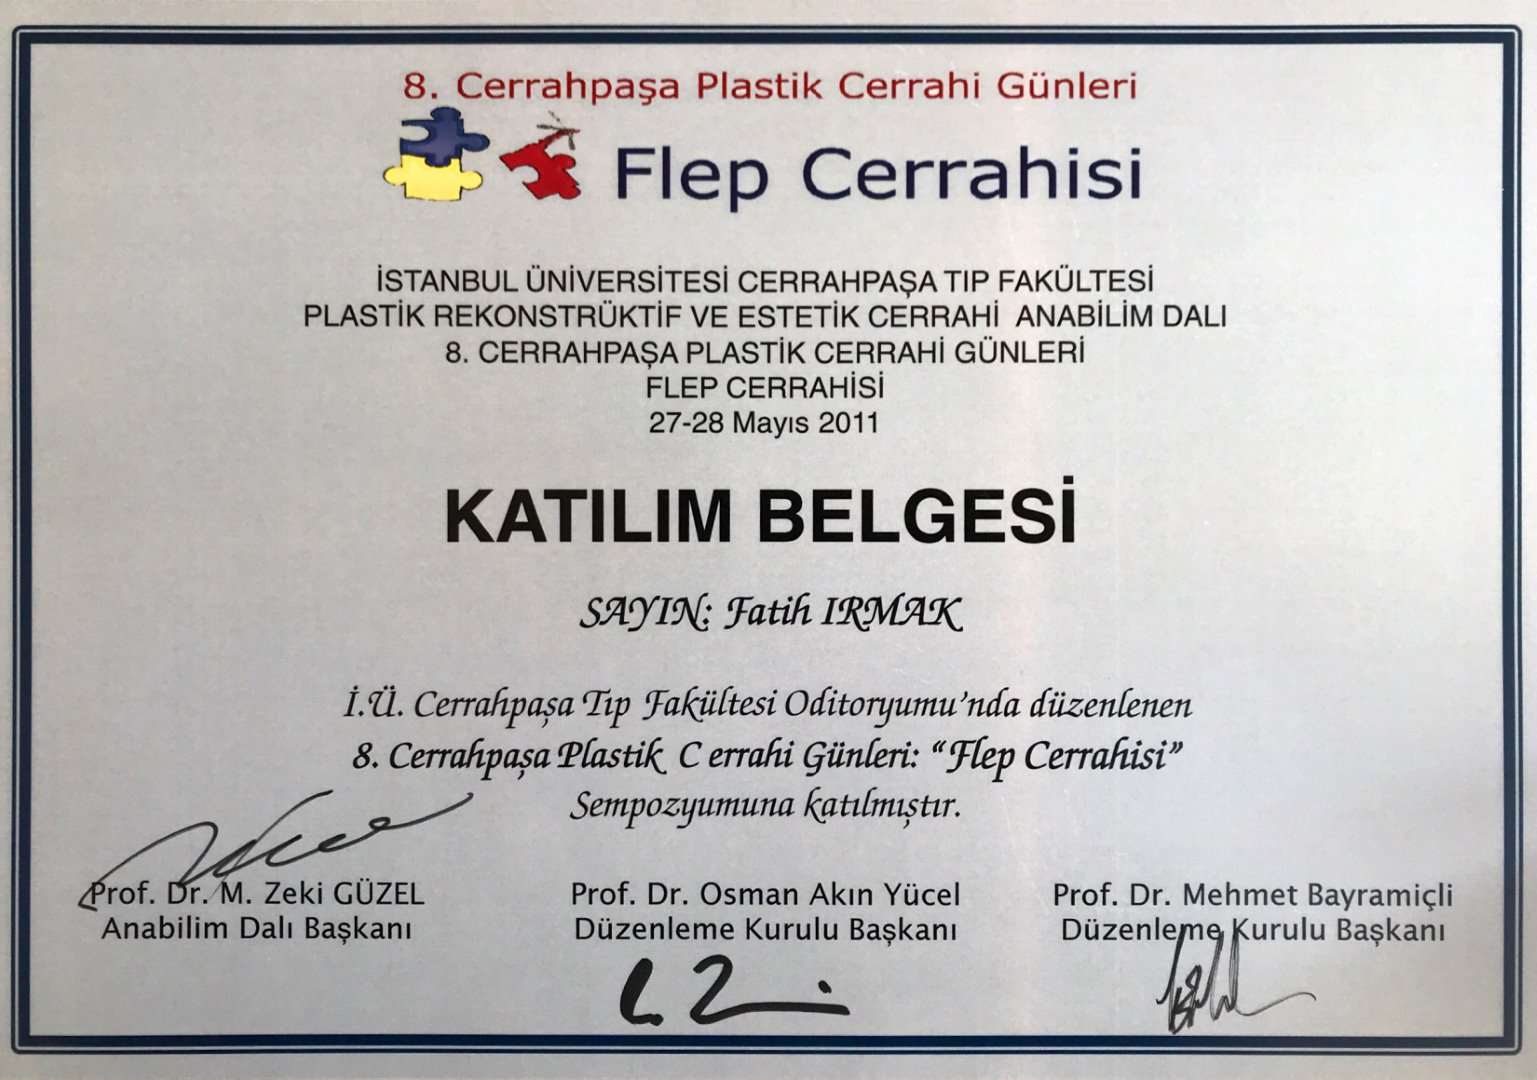 8. Cerrahpaşa Plastik Cerrahi Günleri
Flep Cerrahisi
İSTANBUL ÜNİVERSİTESİ CERRAHPAŞA TIP FAKÜLTESİ
PLASTİK REKONSTRÜKTİF VE ESTETİK CERRAHİ ANABİLİM DALI
8. CERRAHPAŞA PLASTİK CERRAHİ GÜNLERİ
FLEP CERRAHİSİ
27-28 Mayıs 2011
KATILIM BELGESİ
SAYIN: Fatih IRMAK
İ.Ü. Cerrahpaşa Tıp Fakültesi Oditoryumu’nda düzenlenen
8. Cerrahpaşa Plastik C errahi Günleri: “Flep Cerrahisi”
Sempozyumuna katılmıştır.
Prof. Dr. M. Zeki GÜZEL
Anabilim Dalı Başkanı
Prof. Dr. Osman Akın Yücel
Düzenleme Kurulu Başkanı
Prof. Dr. Mehmet Bayramiçli
Düzenleme Kurulu Başkanı